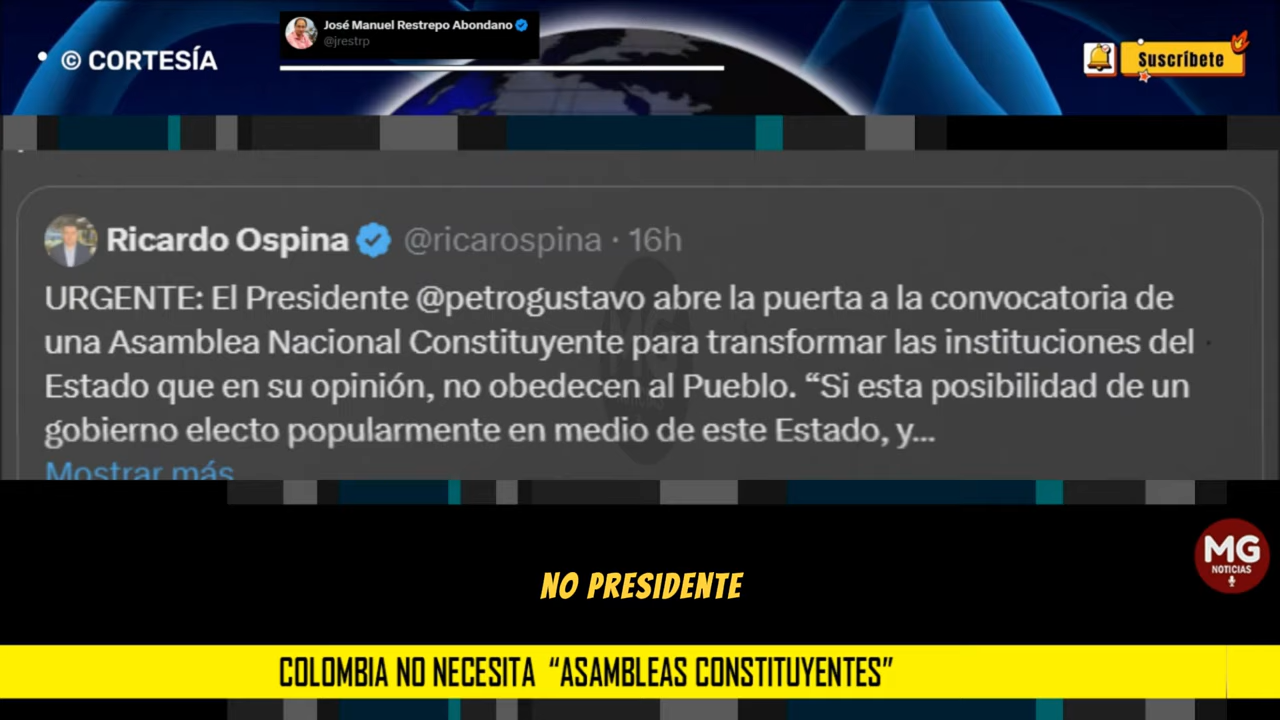 José Manuel Restrepo Abondano
@jrestrp
© CORTESÍA
Suscríbete
Ricardo Ospina @ricarospina · 16h
URGENTE: El Presidente @petrogustavo abre la puerta a la convocatoria de
una Asamblea Nacional Constituyente para transformar las instituciones del
Estado que en su opinión, no obedecen al Pueblo. “Si esta posibilidad de un
gobierno electo popularmente en medio de este Estado, y...
Mostrar más
NO PRESIDENTE
MG
NOTICIAS
COLOMBIA NO NECESITA “ASAMBLEAS CONSTITUYENTES”